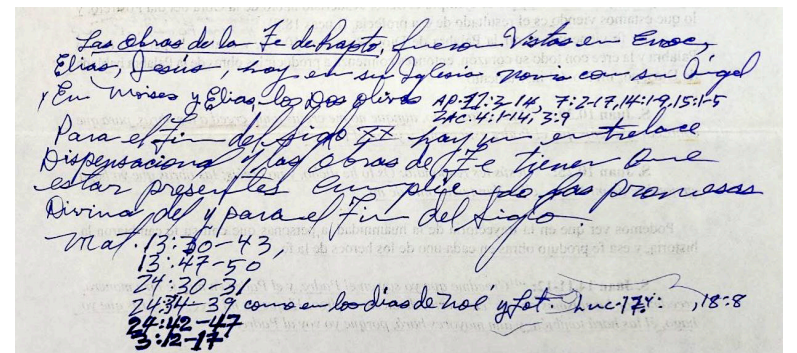 Las obras de la Fe de Rapto, fueron Vistas en Enoc,
Elías, Jesús, hoy en su Iglesia novia con su Ángel
y En Moises y Elias, los Dos olivos AP. 11:3-14, 7:2-17, 14:1-9, 15:1-5
ZAC. 4:1-14, 3:9
Para el Fin del siglo XX hay un entrelace
Dispensacional y las Obras de Fe tienen que
estar presentes Cumpliendo las promesas
Divina del y para el Fin del siglo.
Mat. 13:30-43,
13:47-50
24:30-31
24:34-39 como en los días de Noé y Lot. Luc: 17: , 18:8
24:42-47
3:12-17